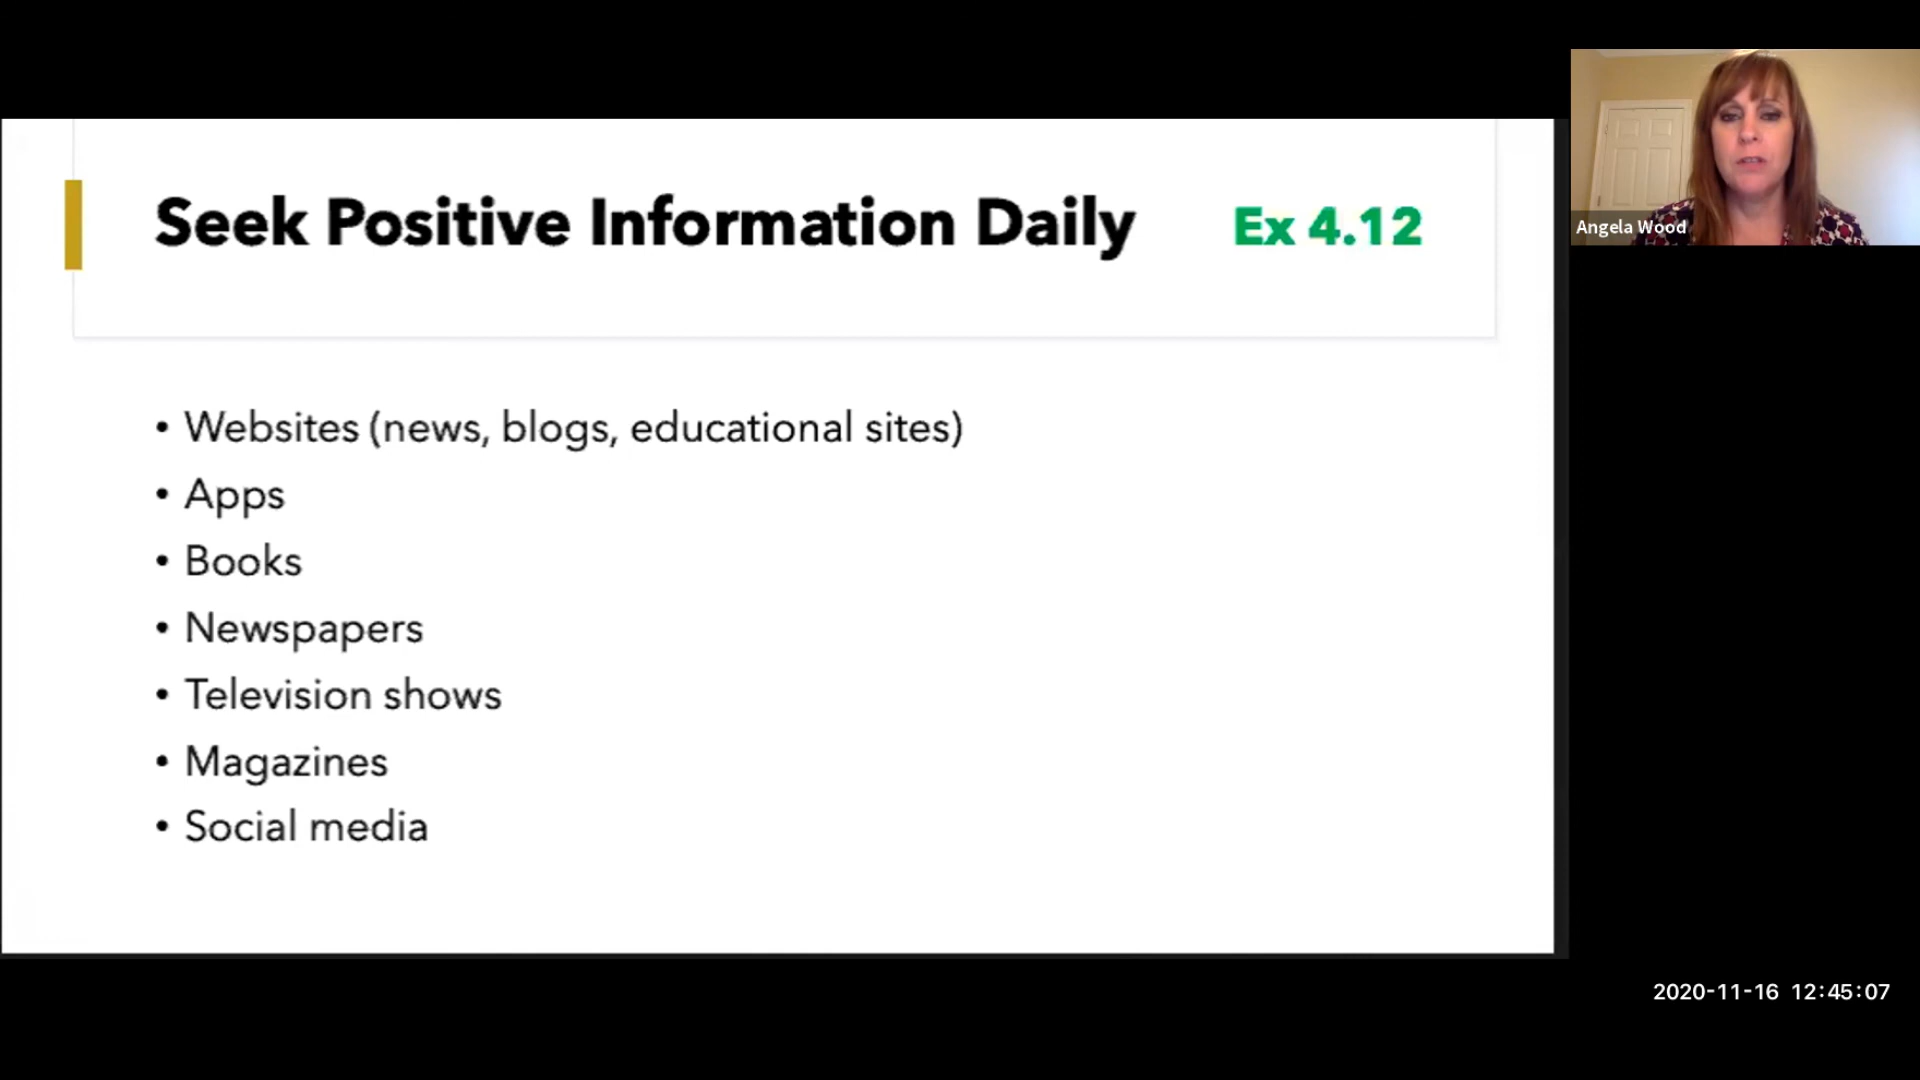 Seek Positive Information Daily Ex 4.12
• Websites (news, blogs, educational sites)
• Apps
• Books
• Newspapers
• Television shows
• Magazines
• Social media
Angela Wood
2020-11-16 12:45:07